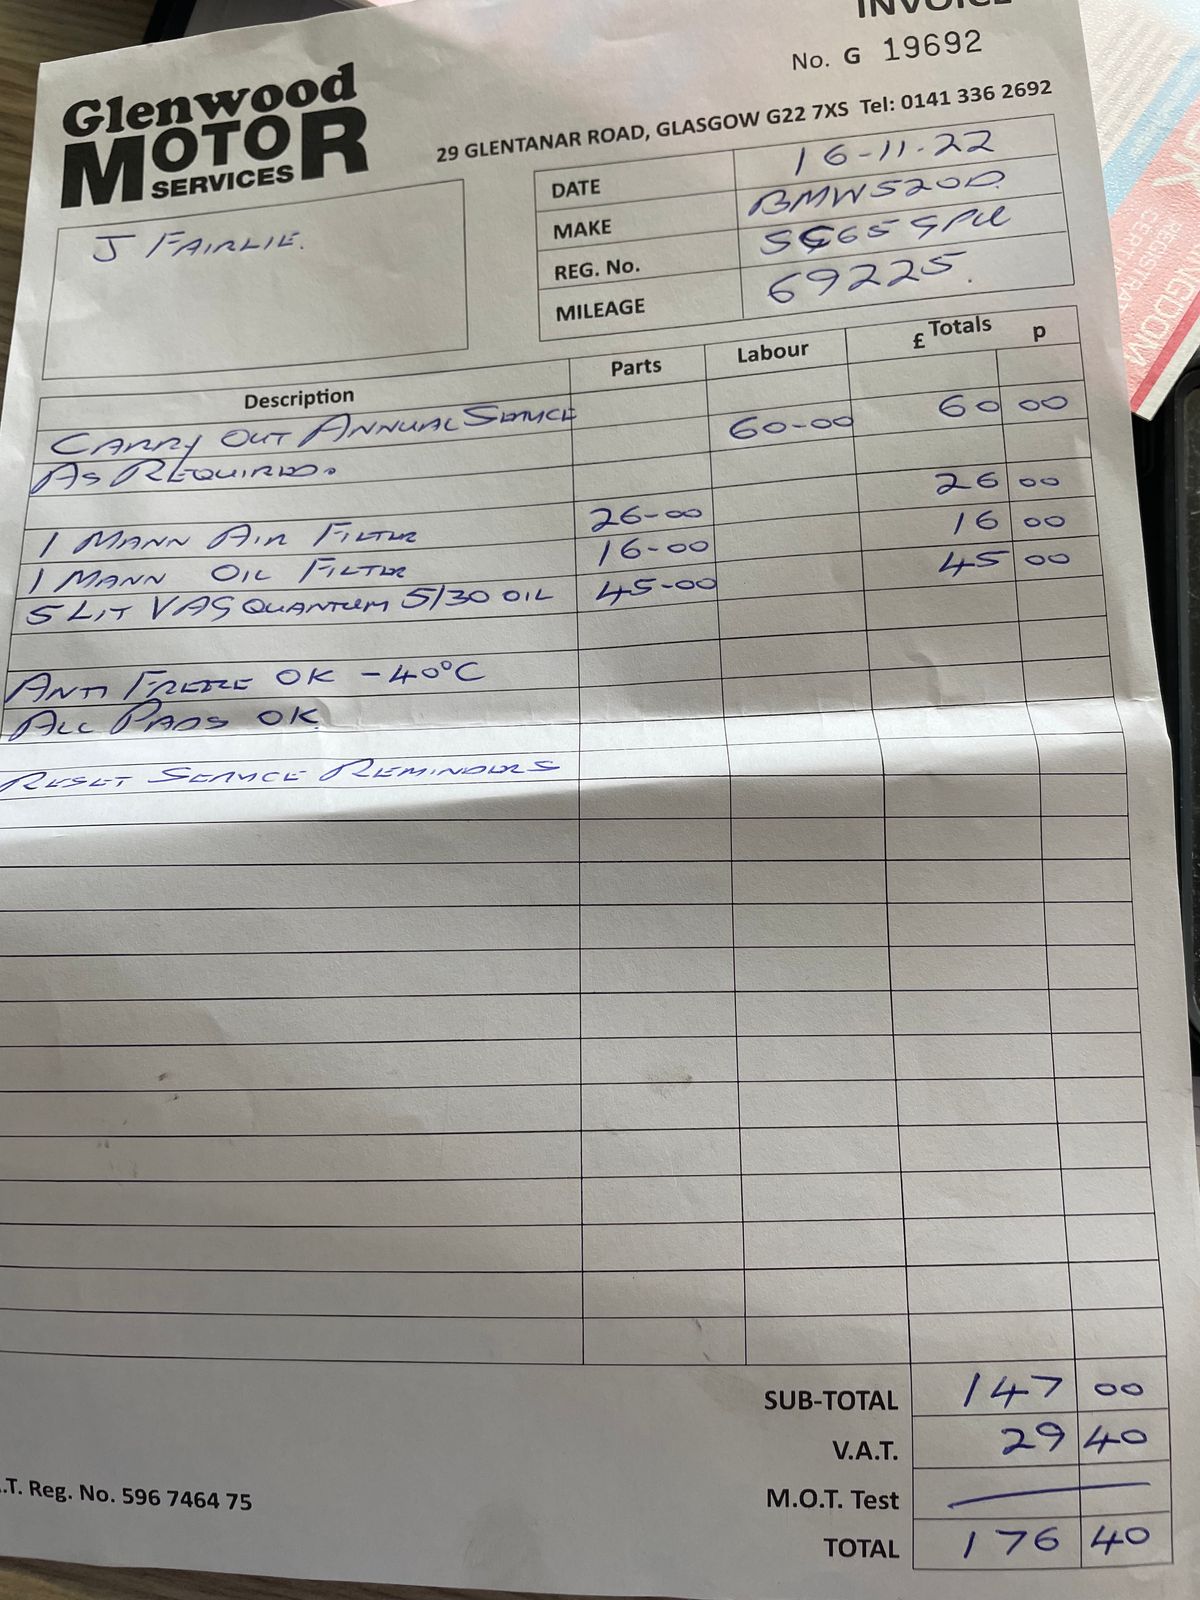 INVOICE
No. G 19692
Glenwood
MOTOR
SERVICES
29 GLENTANAR ROAD, GLASGOW G22 7XS Tel: 0141 336 2692
J FAIRLIE.
DATE 16-11-22
MAKE BMW 520D
REG. No.
MILEAGE 69225.
Description Parts Labour £ Totals p
CARRY OUT ANNUAL SERVICE 60-00 60 00
AS REQUIRED.
1 MANN AIR FILTER 26-00 26 00
1 MANN OIL FILTER 16-00 16 00
5 LIT VAG QUANTUM 5/30 OIL 45-00 45 00
ANTI FREEZE OK -40°C
ALL PADS OK
RESET SERVICE REMINDERS
SUB-TOTAL 147 00
V.A.T. 29 40
.T. Reg. No. 596 7464 75
M.O.T. Test —
TOTAL 176 40